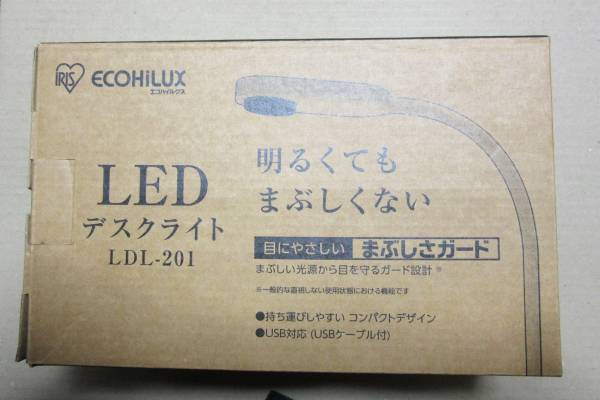 IRIS
ECOHiLUX
エコハイルクス
明るくても
まぶしくない
LED
デスクライト
LDL-201
目にやさしい まぶしさガード
まぶしい光源から目を守るガード設計※
※一般的な直視しない使用状態における機能です
●持ち運びしやすい コンパクトデザイン
●USB対応(USBケーブル付)